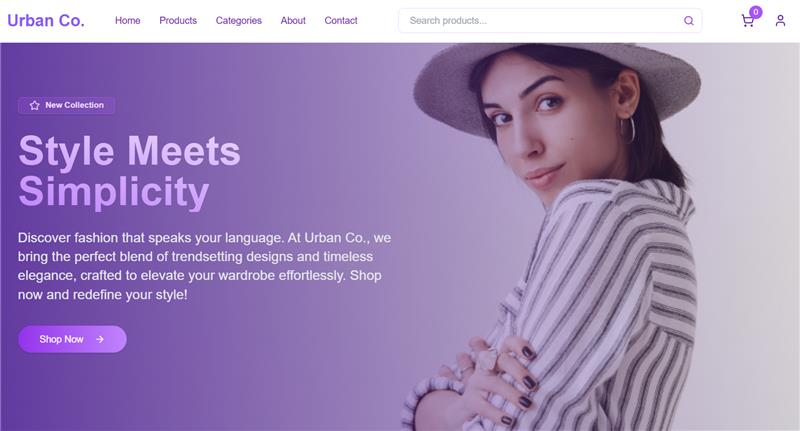 Urban Co.
Home
Products
Categories
About
Contact
Search products...
0
New Collection
Style Meets
Simplicity
Discover fashion that speaks your language. At Urban Co., we
bring the perfect blend of trendsetting designs and timeless
elegance, crafted to elevate your wardrobe effortlessly. Shop
now and redefine your style!
Shop Now